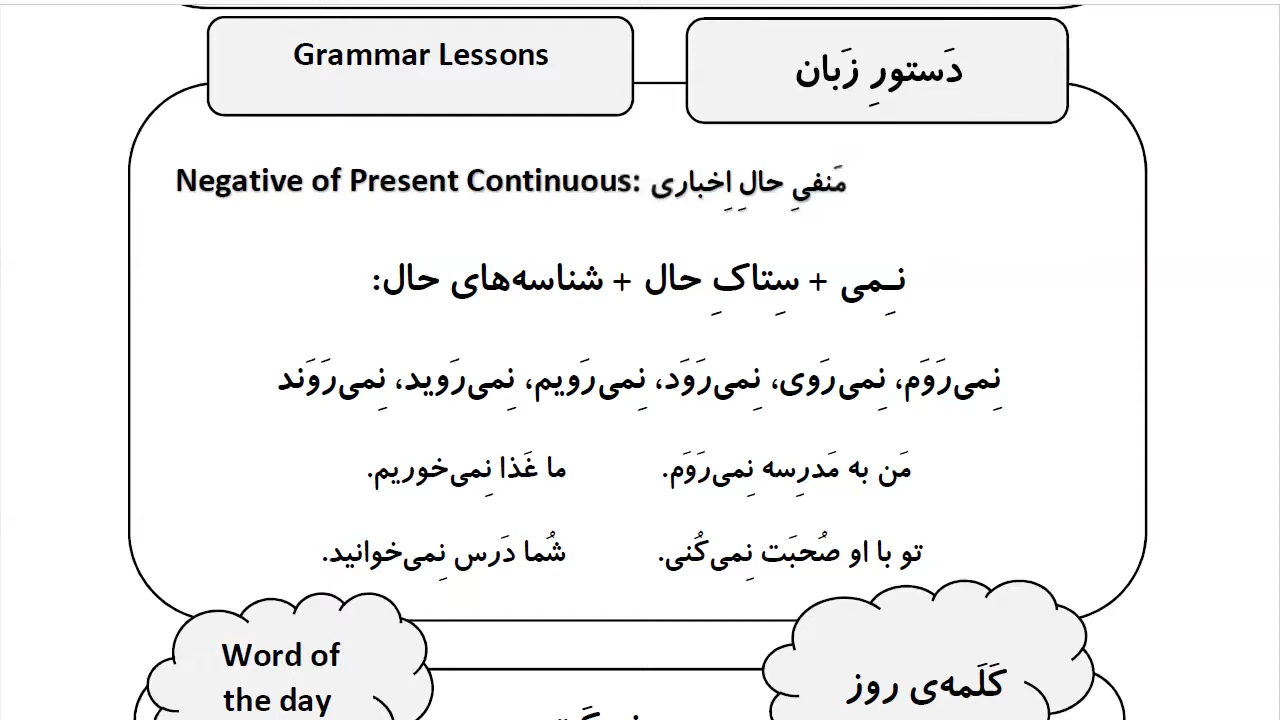 Grammar Lessons
دَستورِ زَبان
Negative of Present Continuous: مَنفیِ حالِ اِخباری
نـِمی + سِتاکِ حال + شناسه‌های حال:
نِمی‌رَوَم، نِمی‌رَوی، نِمی‌رَوَد، نِمی‌رَویم، نِمی‌رَوید، نِمی‌رَوَند
مَن به مَدرِسه نِمی‌رَوَم. ما غَذا نِمی‌خوریم.
تو با او صُحبَت نِمی‌کُنی. شُما دَرس نِمی‌خوانید.
Word of
the day
کَلَمه‌ی روز